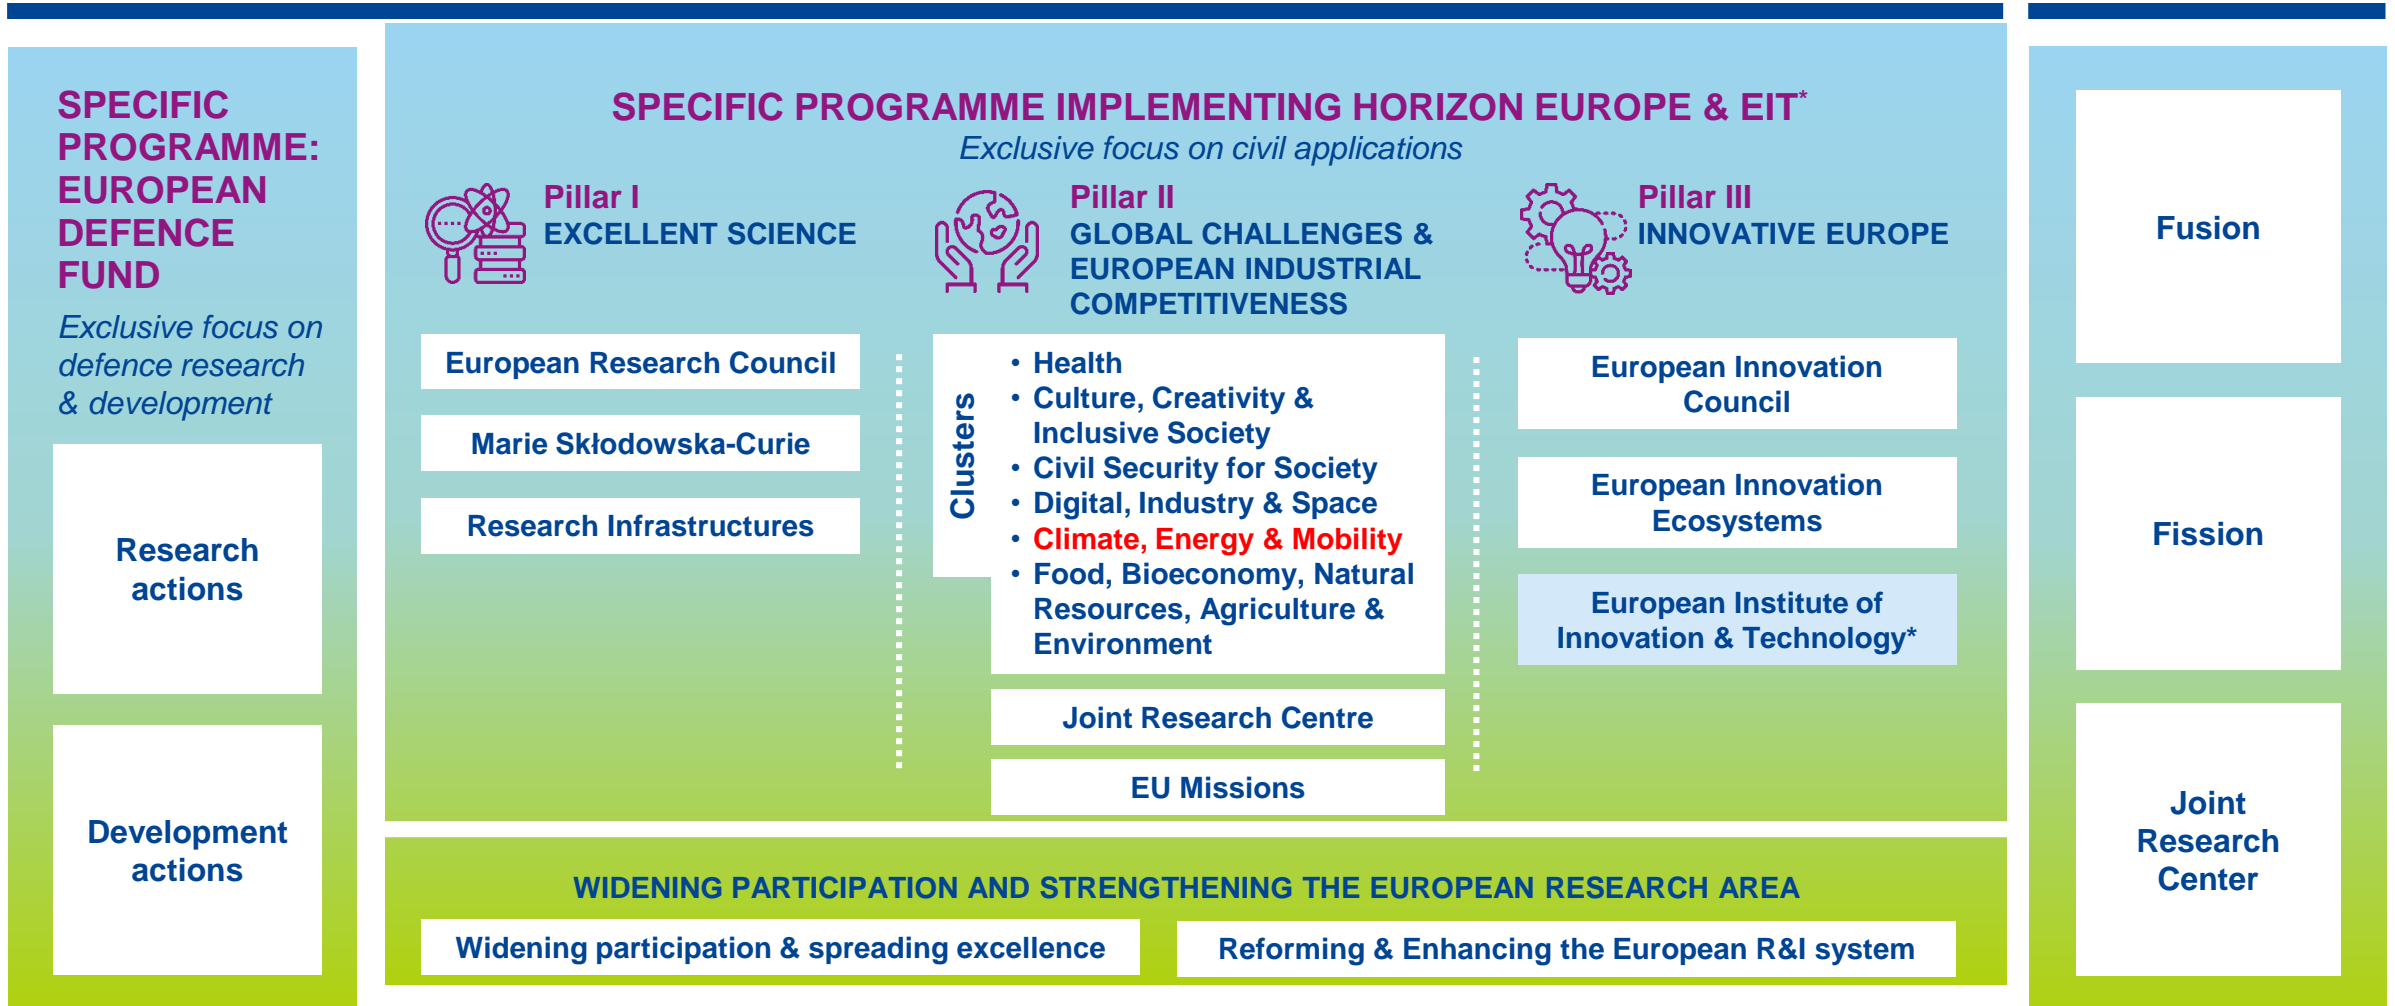 SPECIFIC
PROGRAMME:
EUROPEAN
DEFENCE
FUND
Exclusive focus on
defence research
& development
Research
actions
Development
actions
SPECIFIC PROGRAMME IMPLEMENTING HORIZON EUROPE & EIT*
Exclusive focus on civil applications
Pillar I
EXCELLENT SCIENCE
European Research Council
Marie Skłodowska-Curie
Research Infrastructures
Pillar II
GLOBAL CHALLENGES &
EUROPEAN INDUSTRIAL
COMPETITIVENESS
Clusters
• Health
• Culture, Creativity &
Inclusive Society
• Civil Security for Society
• Digital, Industry & Space
• Climate, Energy & Mobility
• Food, Bioeconomy, Natural
Resources, Agriculture &
Environment
Joint Research Centre
EU Missions
Pillar III
INNOVATIVE EUROPE
European Innovation
Council
European Innovation
Ecosystems
European Institute of
Innovation & Technology*
WIDENING PARTICIPATION AND STRENGTHENING THE EUROPEAN RESEARCH AREA
Widening participation & spreading excellence
Reforming & Enhancing the European R&I system
Fusion
Fission
Joint
Research
Center